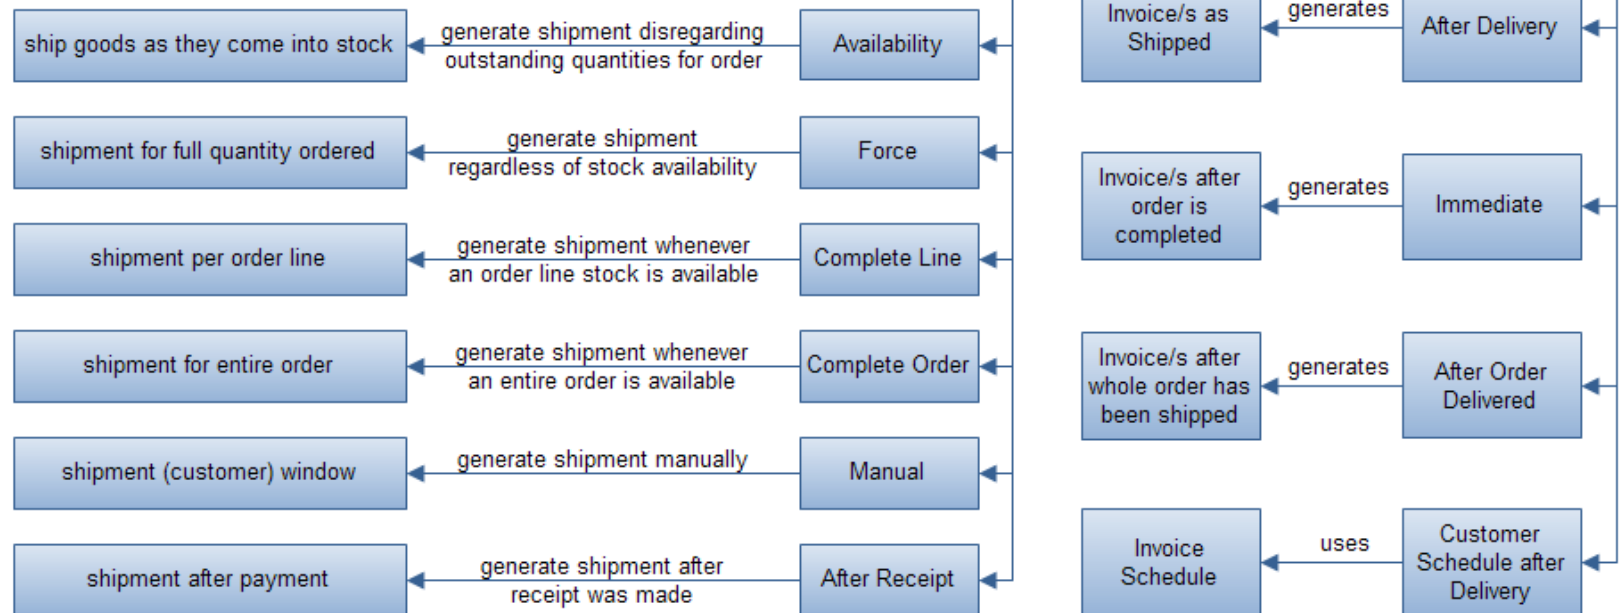 ship goods as they come into stock
generate shipment disregarding
outstanding quantities for order
Availability
shipment for full quantity ordered
generate shipment
regardless of stock availability
Force
shipment per order line
generate shipment whenever
an order line stock is available
Complete Line
shipment for entire order
generate shipment whenever
an entire order is available
Complete Order
shipment (customer) window
generate shipment manually
Manual
shipment after payment
generate shipment after
receipt was made
After Receipt
Invoice/s as
Shipped
generates
After Delivery
Invoice/s after
order is
completed
generates
Immediate
Invoice/s after
whole order has
been shipped
generates
After Order
Delivered
Invoice
Schedule
uses
Customer
Schedule after
Delivery